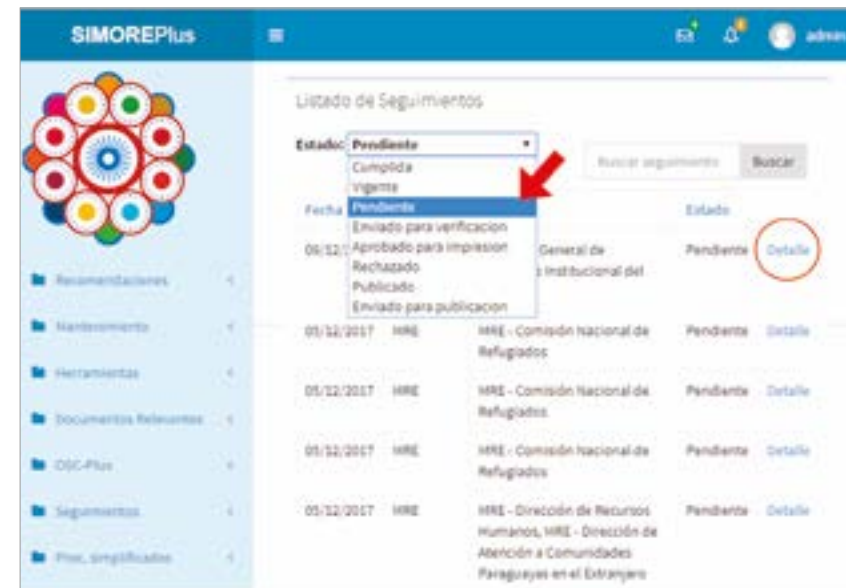 SIMOREPlus
admin
Listado de Seguimientos
Estado: Pendiente
Buscar seguimiento Buscar
Cumplida
Vigente
Pendiente
Enviado para verificacion
Aprobado para impresion
Rechazado
Publicado
Enviado para publicacion
Fecha Estado
General de Pendiente Detalle
Institucional del
05/12/2017 MRE MRE - Comisión Nacional de Pendiente Detalle
Refugiados
05/12/2017 MRE MRE - Comisión Nacional de Pendiente Detalle
Refugiados
05/12/2017 MRE MRE - Comisión Nacional de Pendiente Detalle
Refugiados
05/12/2017 MRE MRE - Dirección de Recursos Pendiente Detalle
Humanos, MRE - Dirección de
Atención a Comunidades
Paraguayas en el Extranjero
Recomendaciones
Mantenimiento
Herramientas
Documentos Relevantes
OSC-Plus
Seguimientos
Prox. simplificados